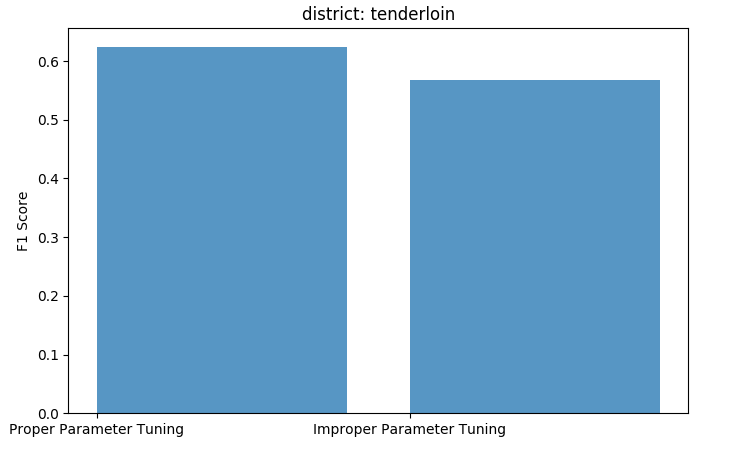 district: tenderloin
0.6
0.5
0.4
0.3
0.2
0.1
0.0
F1 Score
Proper Parameter Tuning
Improper Parameter Tuning